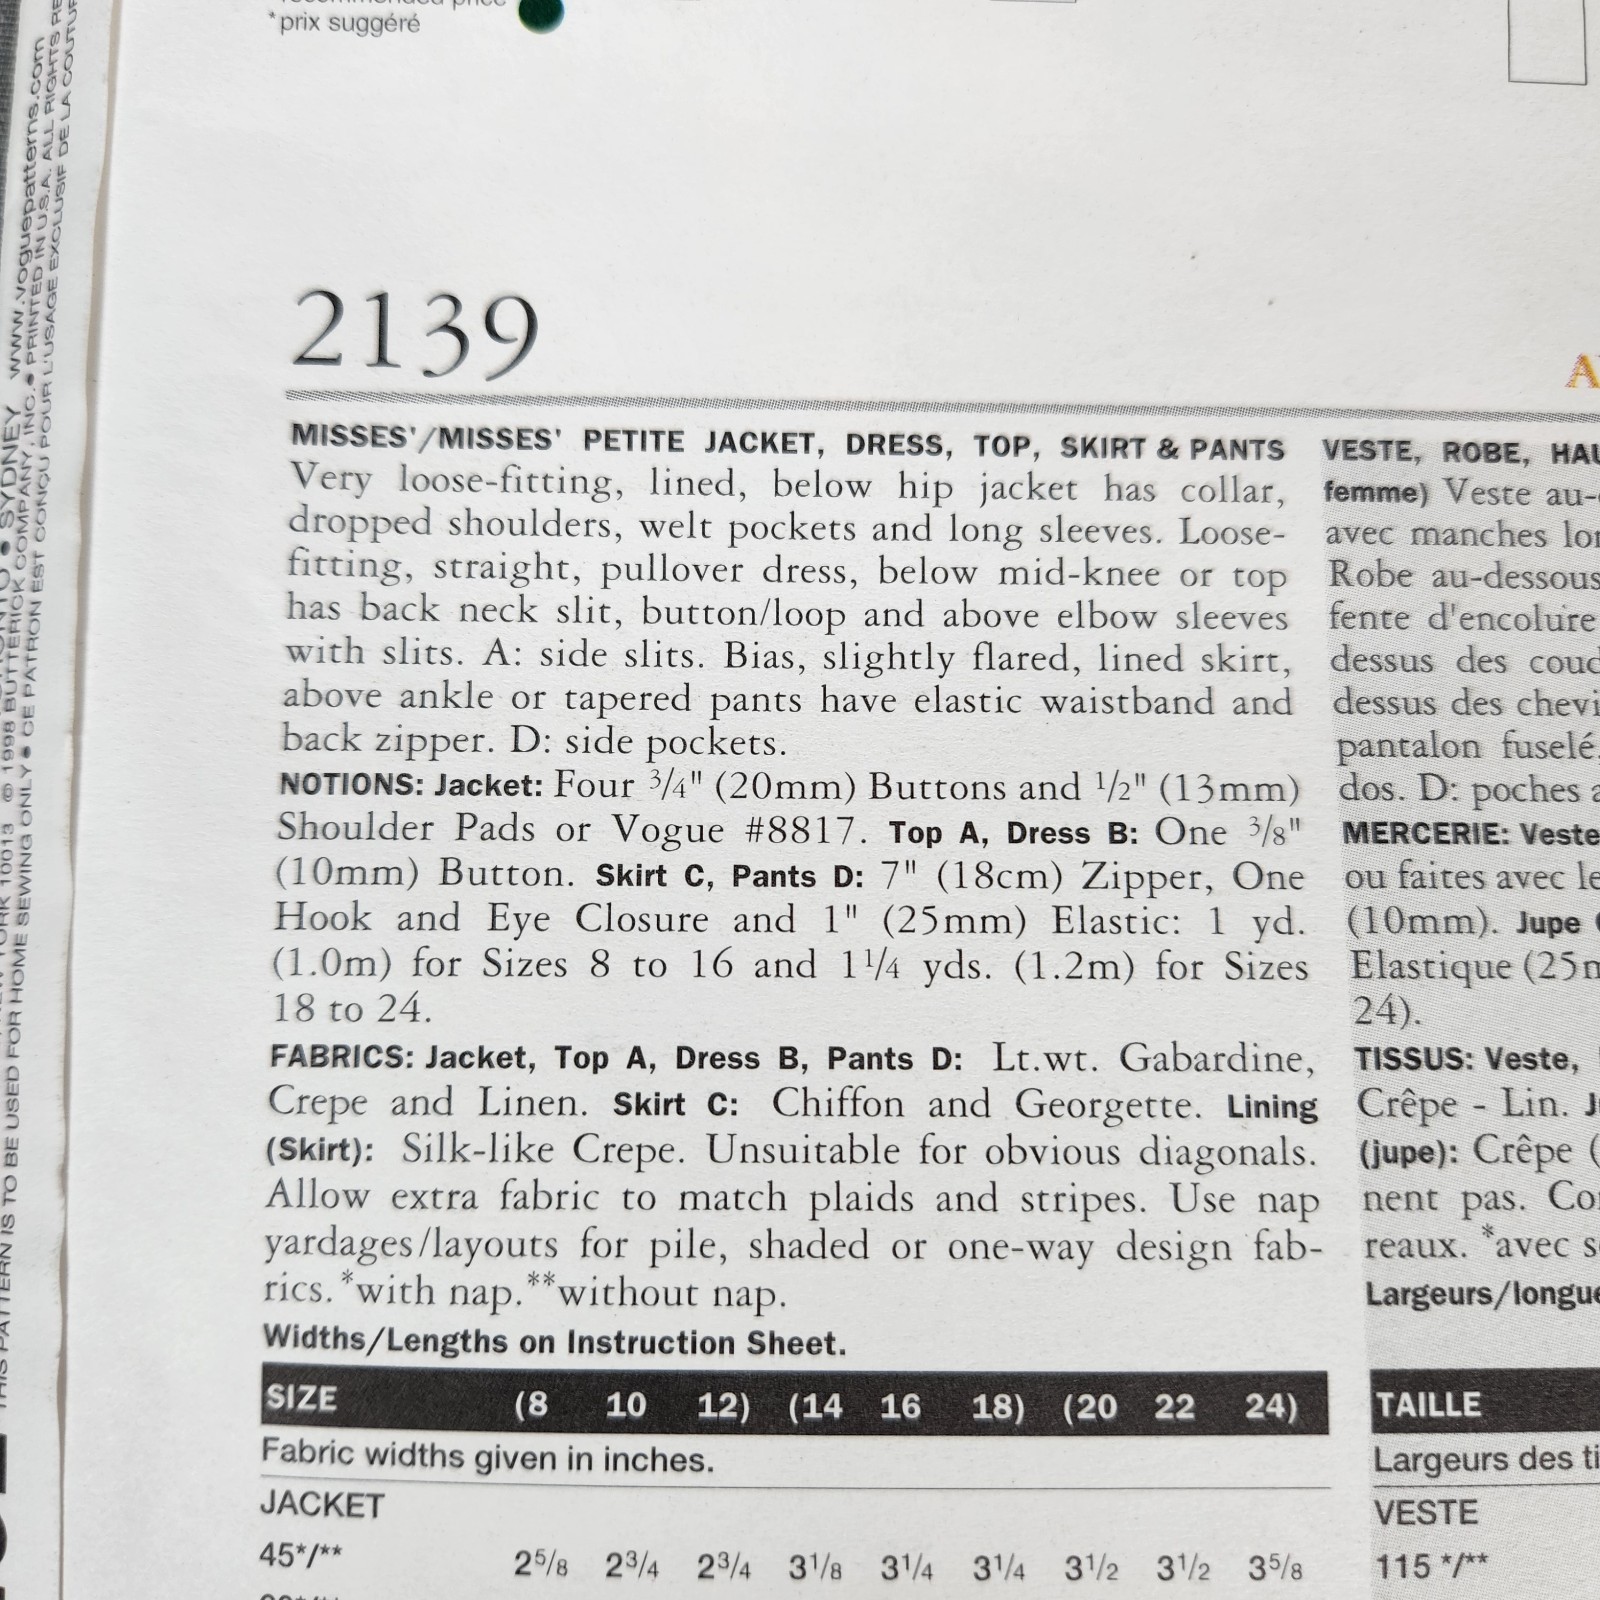 *prix suggéré
2139
MISSES'/MISSES' PETITE JACKET, DRESS, TOP, SKIRT & PANTS
Very loose-fitting, lined, below hip jacket has collar,
dropped shoulders, welt pockets and long sleeves. Loose-
fitting, straight, pullover dress, below mid-knee or top
has back neck slit, button/loop and above elbow sleeves
with slits. A: side slits. Bias, slightly flared, lined skirt,
above ankle or tapered pants have elastic waistband and
back zipper. D: side pockets.
NOTIONS: Jacket: Four 3/4" (20mm) Buttons and 1/2" (13mm)
Shoulder Pads or Vogue #8817. Top A, Dress B: One 3/8"
(10mm) Button. Skirt C, Pants D: 7" (18cm) Zipper, One
Hook and Eye Closure and 1" (25mm) Elastic: 1 yd.
(1.0m) for Sizes 8 to 16 and 1 1/4 yds. (1.2m) for Sizes
18 to 24.
FABRICS: Jacket, Top A, Dress B, Pants D: Lt.wt. Gabardine,
Crepe and Linen. Skirt C: Chiffon and Georgette. Lining
(Skirt): Silk-like Crepe. Unsuitable for obvious diagonals.
Allow extra fabric to match plaids and stripes. Use nap
yardages/layouts for pile, shaded or one-way design fab-
rics. *with nap. **without nap.
Widths/Lengths on Instruction Sheet.
SIZE (8 10 12) (14 16 18) (20 22 24)
Fabric widths given in inches.
JACKET
45*/** 2 5/8 2 3/4 2 3/4 3 1/8 3 1/4 3 1/4 3 1/2 3 1/2 3 5/8
VESTE, ROBE,
femme) Veste
avec manches
Robe au-dessous
fente d'encolure
dessus des
dessus des
pantalon fuselé,
dos. D: poches
MERCERIE: Veste
ou faites avec
(10mm). Jupe
Elastique
24).
TISSUS: Veste,
Crêpe - Lin.
(jupe): Crêpe (
nent pas.
reaux. *avec
TAILLE
Largeurs des
VESTE
115 */**
SYDNEY www.voguepatterns.com
© 1998 BUTTERICK COMPANY, INC. • PRINTED IN U.S.A. ALL RIGHTS
THIS PATTERN IS TO BE USED FOR HOME SEWING ONLY • CE PATRON EST CONÇU POUR L'USAGE EXCLUSIF DE LA